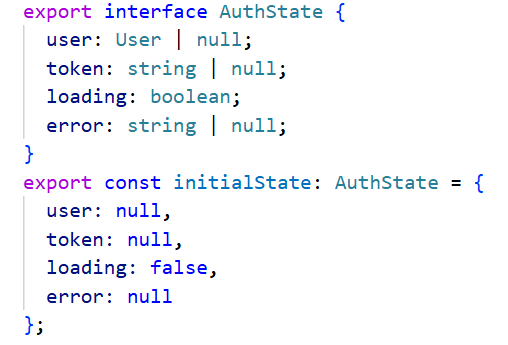 export interface AuthState {
  user: User | null;
  token: string | null;
  loading: boolean;
  error: string | null;
}
export const initialState: AuthState = {
  user: null,
  token: null,
  loading: false,
  error: null
};